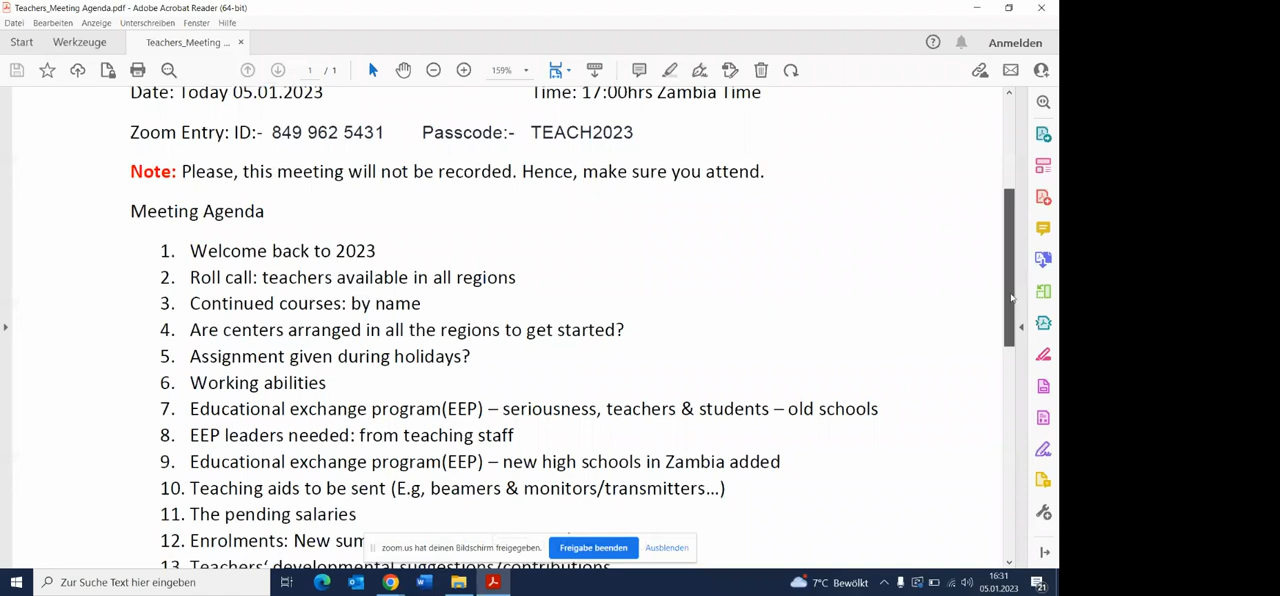 Teachers_Meeting Agenda.pdf - Adobe Acrobat Reader (64-bit)
Datei Bearbeiten Anzeige Unterschreiben Fenster Hilfe
Start Werkzeuge Teachers_Meeting ... × Anmelden
1 / 1 159%
Date: Today 05.01.2023 Time: 17:00hrs Zambia Time
Zoom Entry: ID:- 849 962 5431 Passcode:- TEACH2023
Note: Please, this meeting will not be recorded. Hence, make sure you attend.
Meeting Agenda
1. Welcome back to 2023
2. Roll call: teachers available in all regions
3. Continued courses: by name
4. Are centers arranged in all the regions to get started?
5. Assignment given during holidays?
6. Working abilities
7. Educational exchange program(EEP) – seriousness, teachers & students – old schools
8. EEP leaders needed: from teaching staff
9. Educational exchange program(EEP) – new high schools in Zambia added
10. Teaching aids to be sent (E.g, beamers & monitors/transmitters...)
11. The pending salaries
12. Enrolments: New sum
zoom.us hat deinen Bildschirm freigegeben. Freigabe beenden Ausblenden
13. Teachers' developmental suggestions/contributions
Zur Suche Text hier eingeben 7°C Bewölkt 16:31
05.01.2023
21